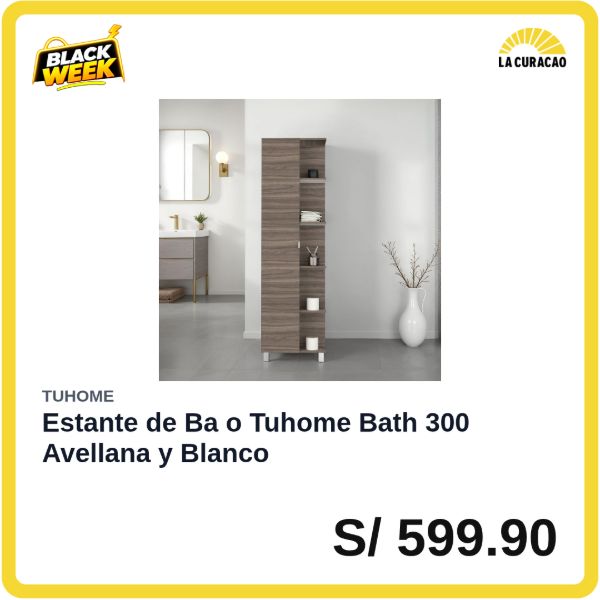 BLACK
WEEK
LA CURACAO
TUHOME
Estante de Ba o Tuhome Bath 300
Avellana y Blanco
S/ 599.90